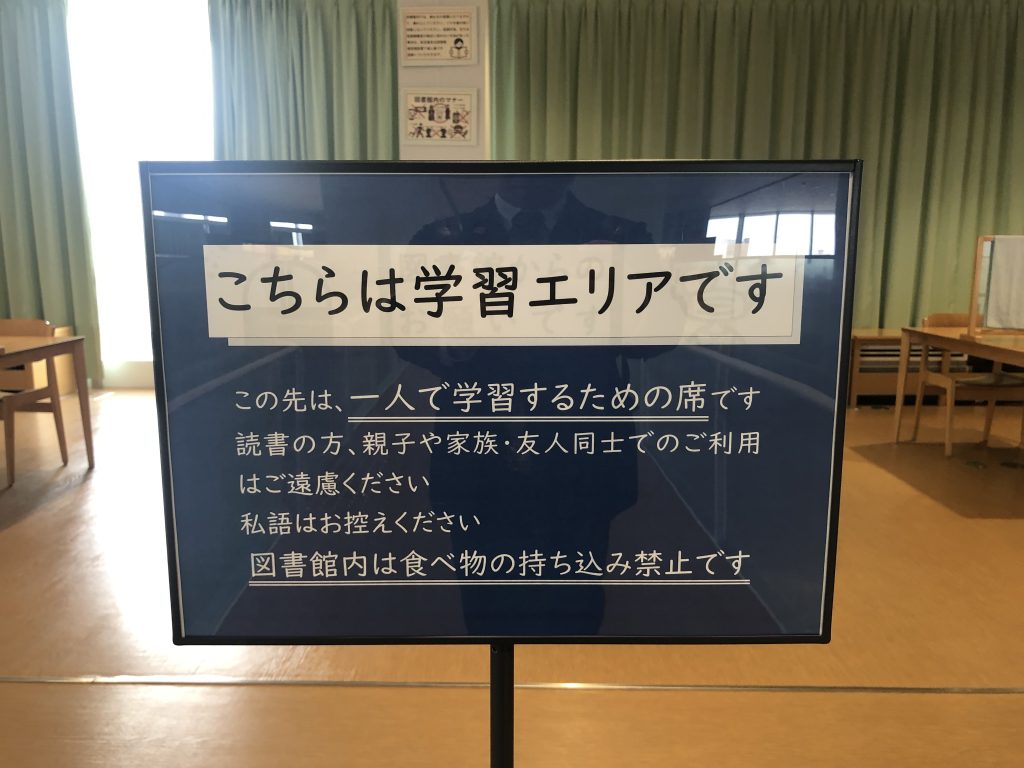 図書館内のマナー
こちらは学習エリアです
この先は、一人で学習するための席です
読書の方、親子や家族・友人同士でのご利用
はご遠慮ください
私語はお控えください
図書館内は食べ物の持ち込み禁止です